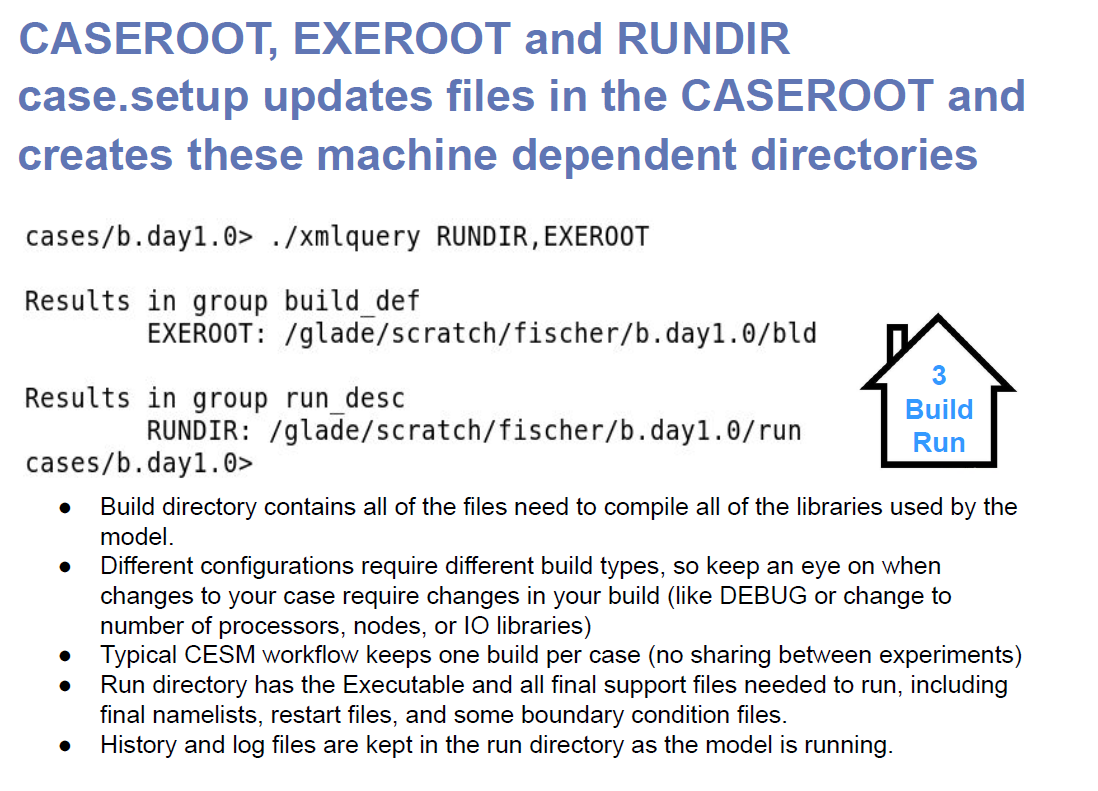 CASEROOT, EXEROOT and RUNDIR
case.setup updates files in the CASEROOT and
creates these machine dependent directories
cases/b.day1.0> ./xmlquery RUNDIR,EXEROOT
Results in group build_def
EXEROOT: /glade/scratch/fischer/b.day1.0/bld
Results in group run_desc
RUNDIR: /glade/scratch/fischer/b.day1.0/run
cases/b.day1.0>
3
Build
Run
● Build directory contains all of the files need to compile all of the libraries used by the
model.
● Different configurations require different build types, so keep an eye on when
changes to your case require changes in your build (like DEBUG or change to
number of processors, nodes, or IO libraries)
● Typical CESM workflow keeps one build per case (no sharing between experiments)
● Run directory has the Executable and all final support files needed to run, including
final namelists, restart files, and some boundary condition files.
● History and log files are kept in the run directory as the model is running.